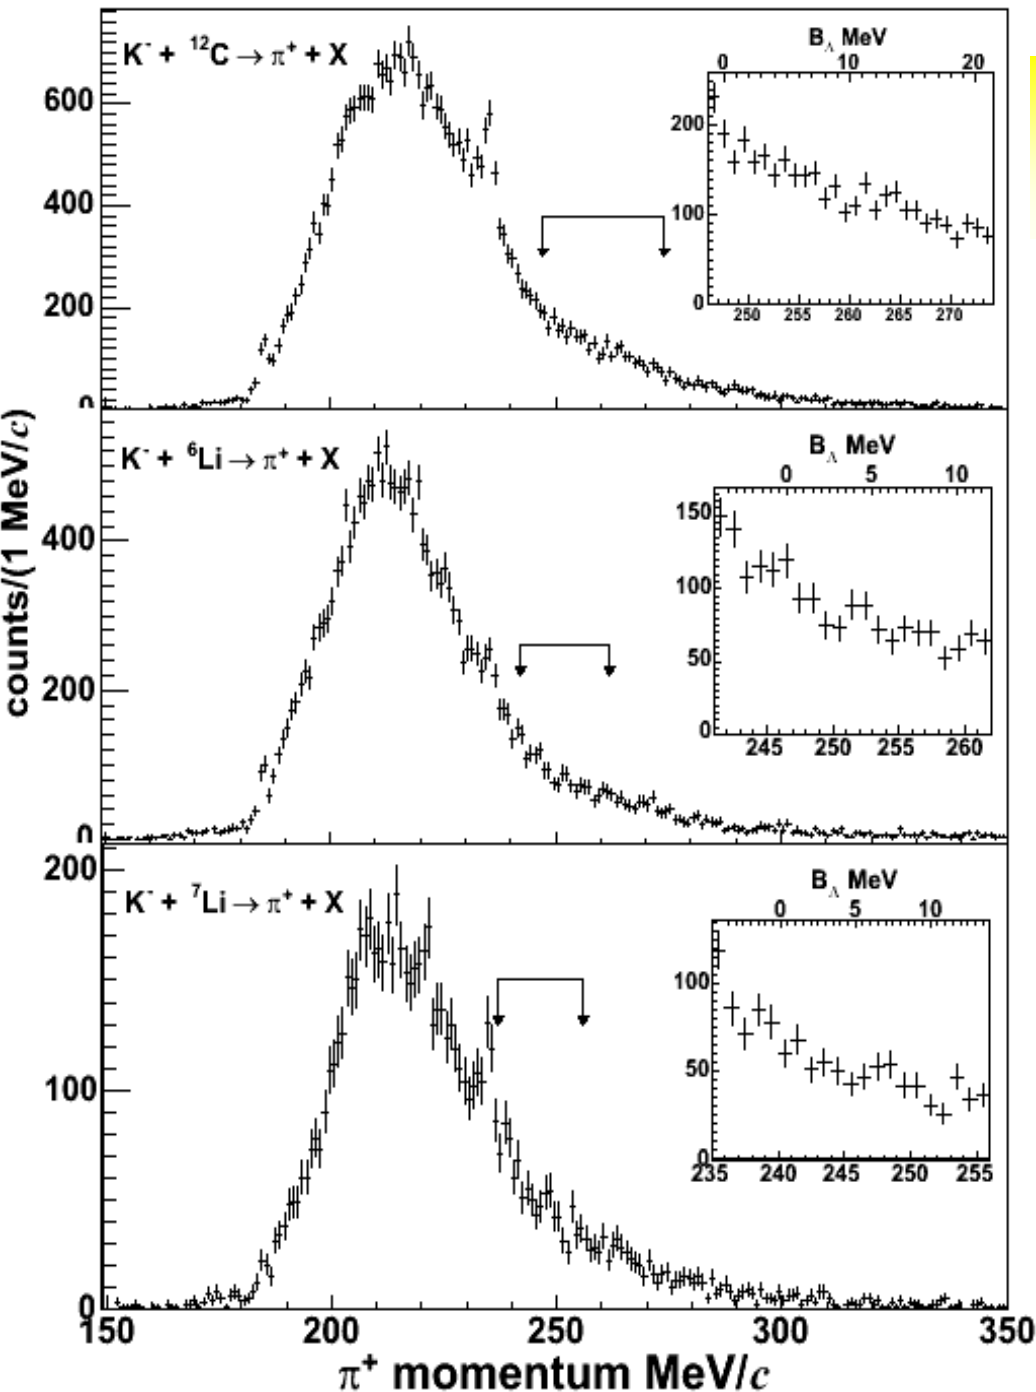 K⁻ + ¹²C → π⁺ + X
B_Λ MeV
0 10 20
200
100
0
250 255 260 265 270
600
400
200
0
K⁻ + ⁶Li → π⁺ + X
B_Λ MeV
0 5 10
150
100
50
0
245 250 255 260
400
200
0
counts/(1 MeV/c)
K⁻ + ⁷Li → π⁺ + X
B_Λ MeV
0 5 10
100
50
0
235 240 245 250 255
200
100
0
150 200 250 300 350
π⁺ momentum MeV/c